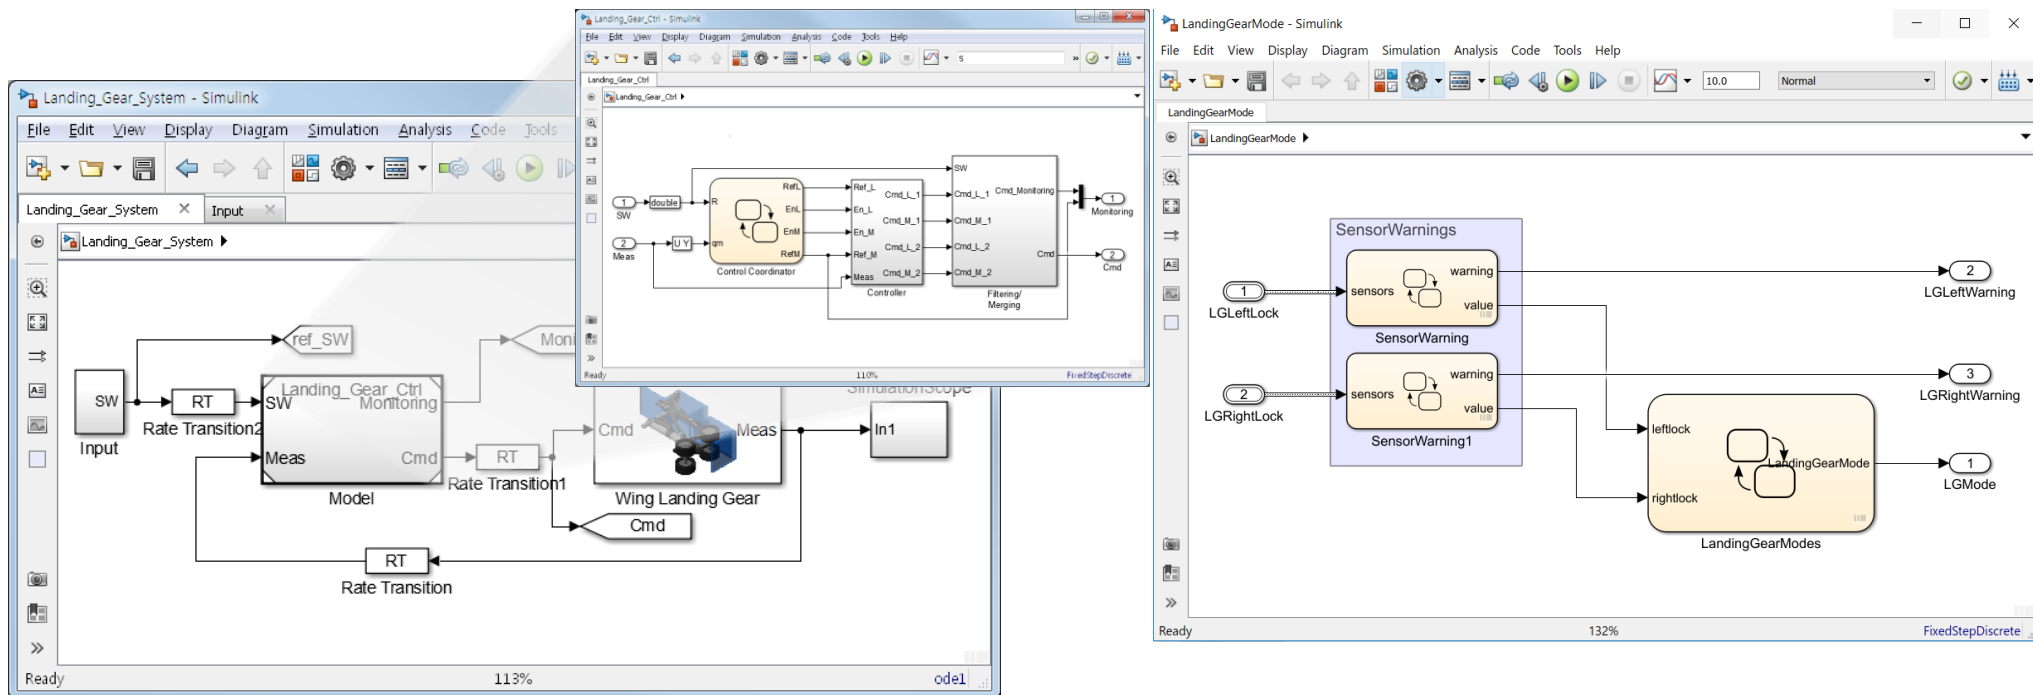 Landing_Gear_System - Simulink
File Edit View Display Diagram Simulation Analysis Code Tools
Landing_Gear_System Input
Landing_Gear_System
ref_SW
Moni
SW
Input
RT
Rate Transition2
Landing_Gear_Ctrl
SW
Monitoring
Meas
Cmd
Model
RT
Rate Transition1
Cmd
Meas
Wing Landing Gear
SimulationScope
In1
Cmd
RT
Rate Transition
Ready 113% ode1
Landing_Gear_Ctrl - Simulink
File Edit View Display Diagram Simulation Analysis Code Tools Help
5
Landing_Gear_Ctrl
Landing_Gear_Ctrl
1
SW
double
2
Meas
U Y
R
qm
RefL
EnL
EnM
RefM
Control Coordinator
Ref_L
En_L
En_M
Ref_M
Meas
Cmd_L_1
Cmd_M_1
Cmd_L_2
Cmd_M_2
Controller
SW
Cmd_L_1
Cmd_M_1
Cmd_L_2
Cmd_M_2
Cmd_Monitoring
Cmd
Filtering/
Merging
1
Monitoring
2
Cmd
Ready 110% FixedStepDiscrete
LandingGearMode - Simulink
File Edit View Display Diagram Simulation Analysis Code Tools Help
10.0 Normal
LandingGearMode
LandingGearMode
SensorWarnings
1
LGLeftLock
sensors
warning
value
SensorWarning
2
LGRightLock
sensors
warning
value
SensorWarning1
2
LGLeftWarning
3
LGRightWarning
leftlock
rightlock
LandingGearMode
LandingGearModes
1
LGMode
Ready 132% FixedStepDiscrete